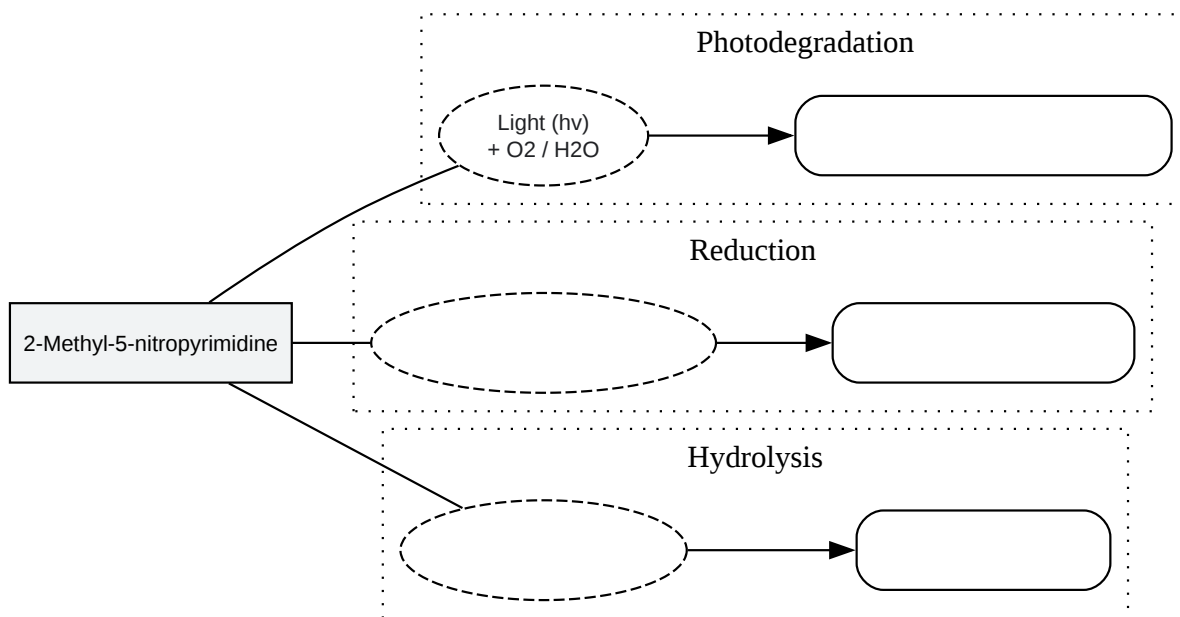 Photodegradation
Light (hv)
+ O2 / H2O
Reduction
2-Methyl-5-nitropyrimidine
Hydrolysis